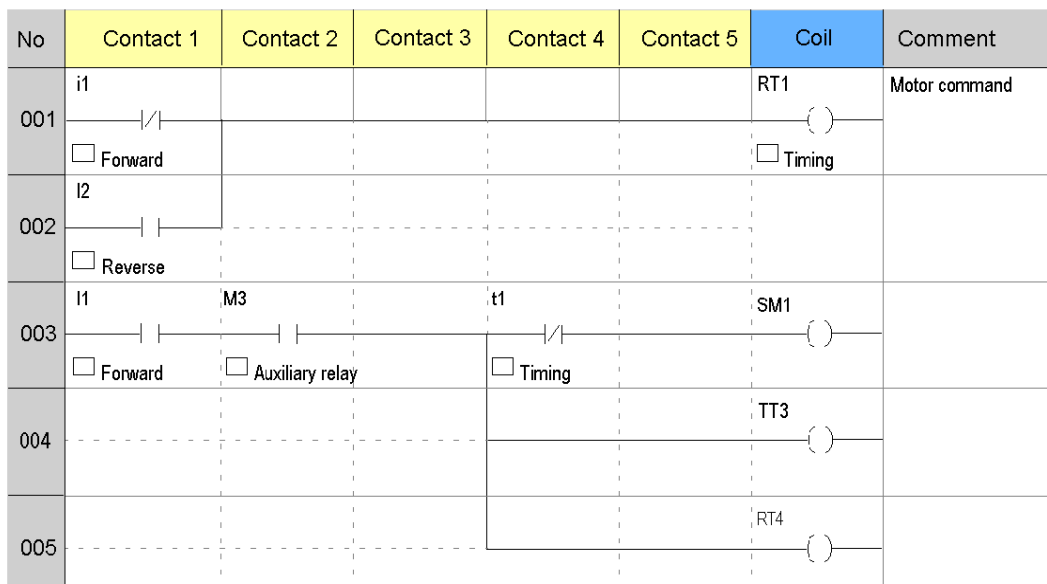 No Contact 1 Contact 2 Contact 3 Contact 4 Contact 5 Coil Comment
i1 RT1 Motor command
001
Forward Timing
I2
002
Reverse
I1 M3 t1 SM1
003
Forward Auxiliary relay Timing
TT3
004
RT4
005